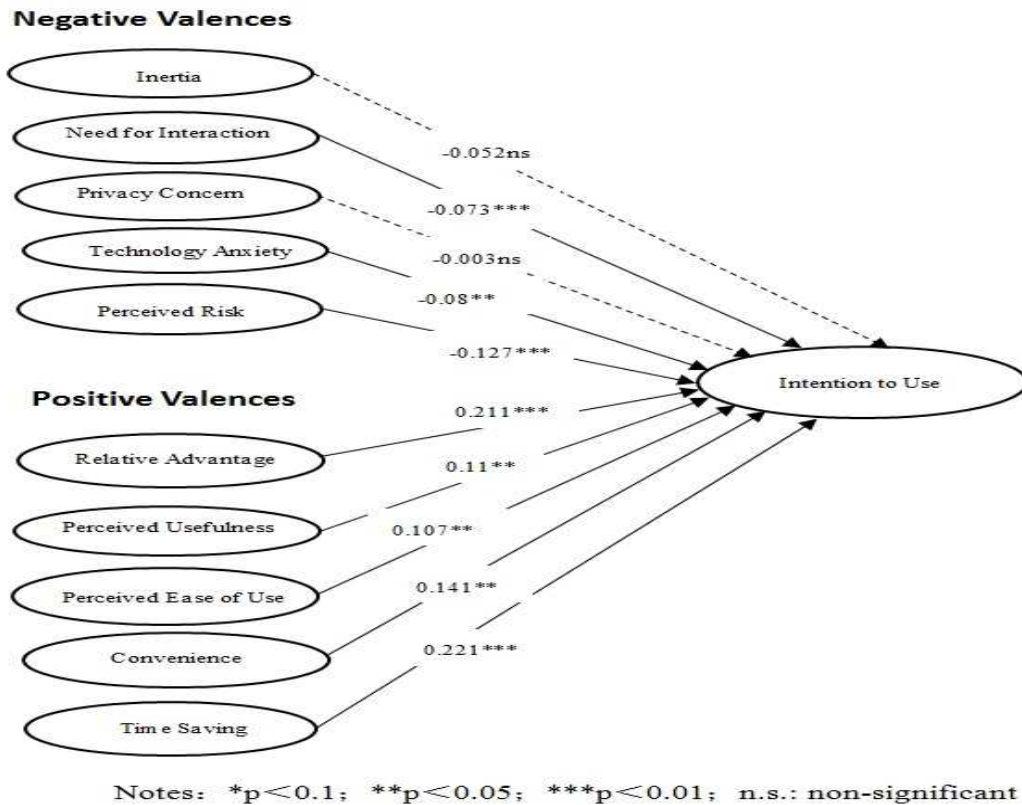 Negative Valences
Inertia
Need for Interaction
-0.052ns
Privacy Concern
-0.073***
Technology Anxiety
-0.003ns
Perceived Risk
-0.08**
-0.127***
Intention to Use
Positive Valences
0.211***
Relative Advantage
0.11**
Perceived Usefulness
0.107**
Perceived Ease of Use
0.141**
Convenience
0.221***
Time Saving
Notes: *p<0.1; **p<0.05; ***p<0.01; n.s.: non-significant